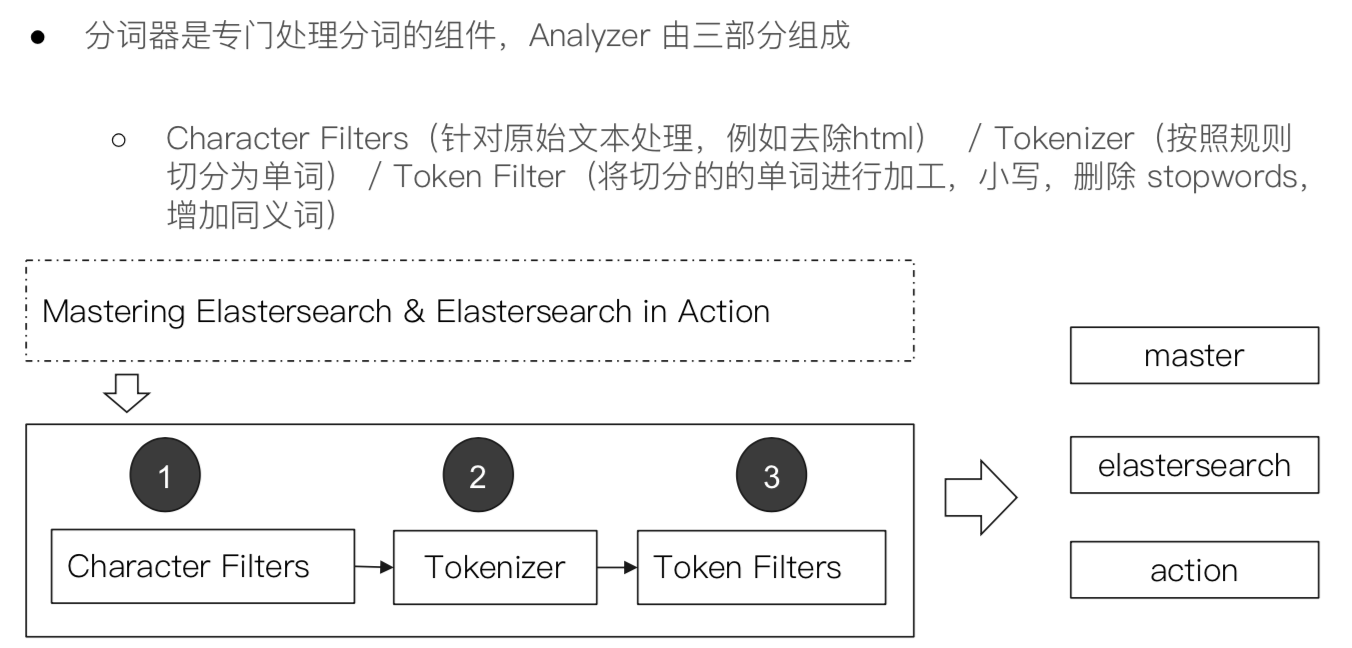 分词器是专门处理分词的组件，Analyzer 由三部分组成
Character Filters（针对原始文本处理，例如去除html） / Tokenizer（按照规则
切分为单词） / Token Filter（将切分的的单词进行加工，小写，删除 stopwords，
增加同义词）
Mastering Elastersearch & Elastersearch in Action
1
2
3
Character Filters
Tokenizer
Token Filters
master
elastersearch
action